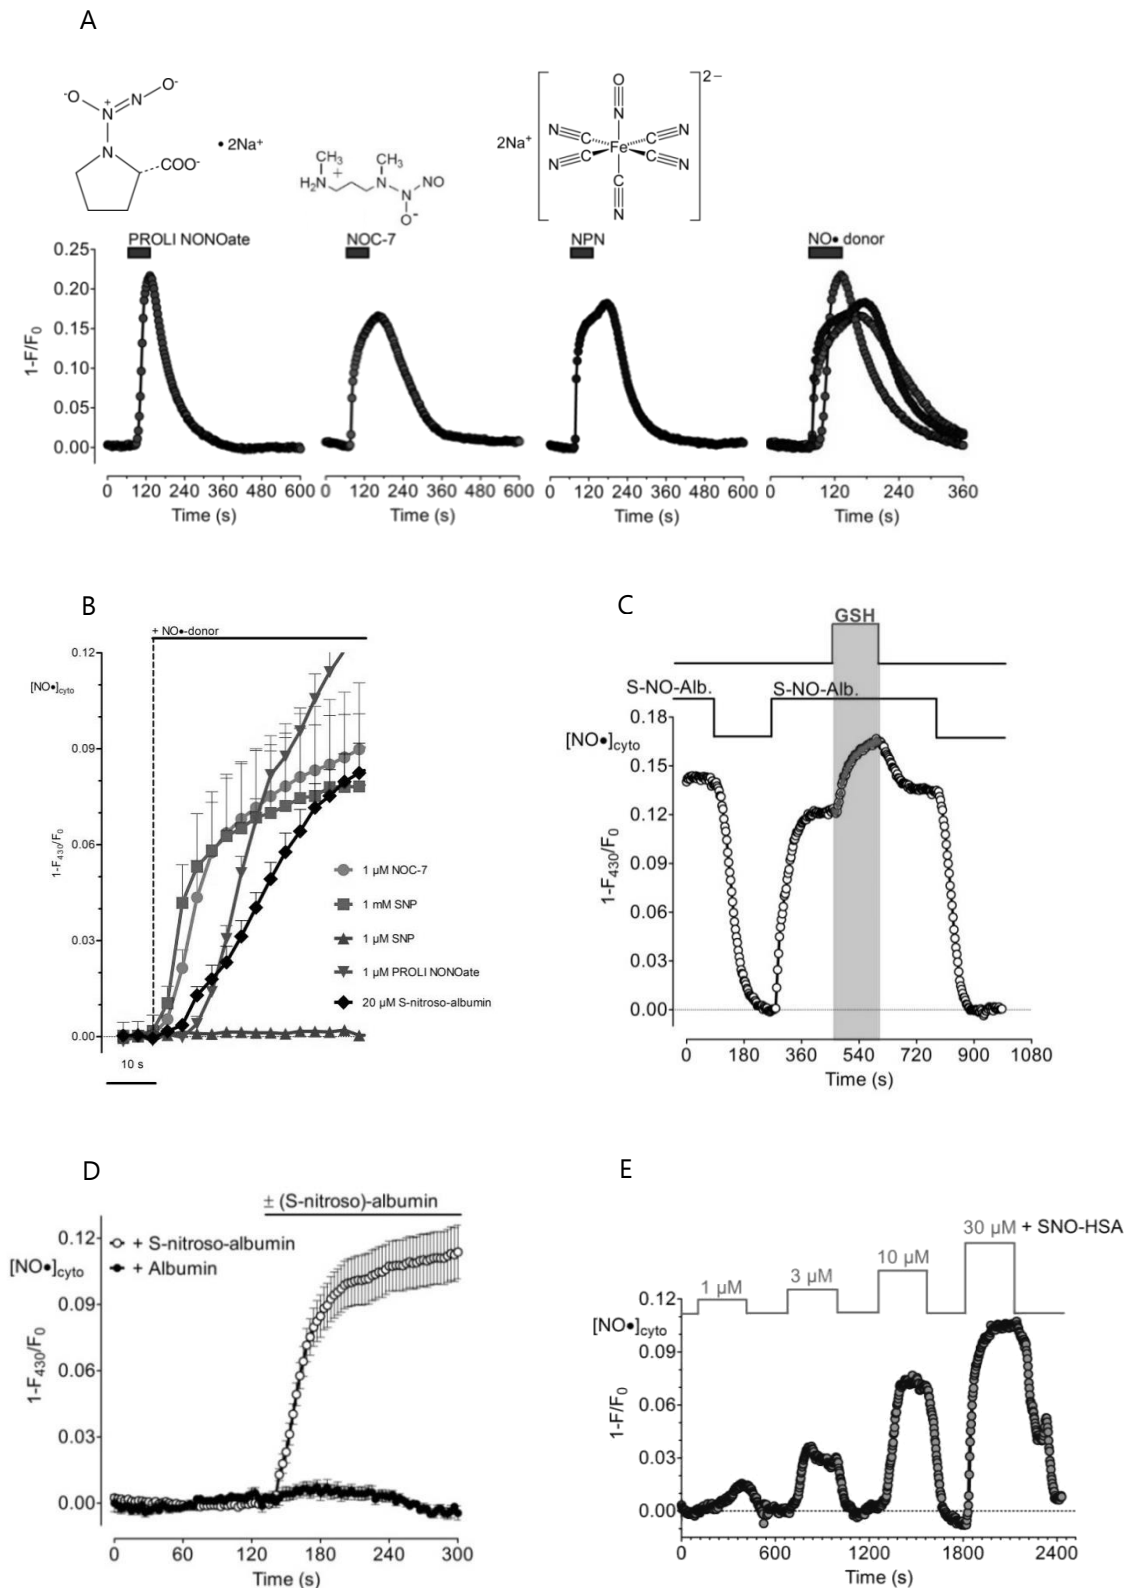 A
O
-O
O-
N
+
N
2-
N
N
C
C
N
COO-
• 2Na+
2Na+
Fe
CH3
CH3
+
N
C
C
N
H2N
N
NO
N
O-
C
N
PROLI NONOate
NOC-7
NPN
NO• donor
0.25
0.20
0.15
0.10
0.05
0.00
1-F/F0
0 120 240 360 480 600
0 120 240 360 480 600
0 120 240 360 480 600
0 120 240 360
Time (s)
Time (s)
Time (s)
Time (s)
B
+ NO•-donor
0.12
[NO•]cyto
0.09
0.06
0.03
0.00
1-F430/F0
1 µM NOC-7
1 mM SNP
1 µM SNP
1 µM PROLI NONOate
20 µM S-nitroso-albumin
10 s
C
GSH
S-NO-Alb.
S-NO-Alb.
0.18
[NO•]cyto
0.15
0.12
0.09
0.06
0.03
0.00
1-F430/F0
0 180 360 540 720 900 1080
Time (s)
D
± (S-nitroso)-albumin
0.12
+ S-nitroso-albumin
[NO•]cyto
+ Albumin
0.09
0.06
0.03
0.00
1-F430/F0
0 60 120 180 240 300
Time (s)
E
30 µM + SNO-HSA
10 µM
3 µM
1 µM
0.12
[NO•]cyto
0.09
0.06
0.03
0.00
1-F/F0
0 600 1200 1800 2400
Time (s)